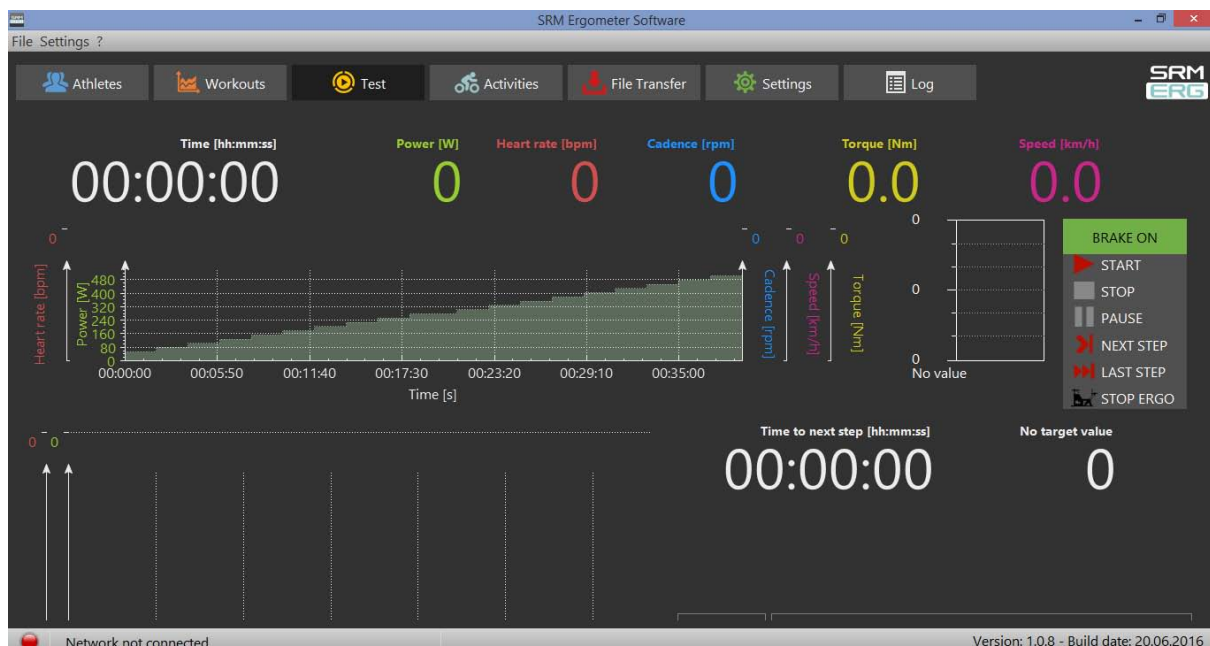 SRM Ergometer Software
File Settings ?
Athletes
Workouts
Test
Activities
File Transfer
Settings
Log
SRM
ERG
Time [hh:mm:ss]
00:00:00
Power [W]
0
Heart rate [bpm]
0
Cadence [rpm]
0
Torque [Nm]
0.0
Speed [km/h]
0.0
0
Heart rate [bpm]
Power [W]
480
400
320
240
160
80
0
00:00:00 00:05:50 00:11:40 00:17:30 00:23:20 00:29:10 00:35:00
Time [s]
0
Cadence [rpm]
0
Speed [km/h]
0
Torque [Nm]
0
0
0
No value
BRAKE ON
START
STOP
PAUSE
NEXT STEP
LAST STEP
STOP ERGO
0 0
Time to next step [hh:mm:ss]
00:00:00
No target value
0
Network not connected
Version: 1.0.8 - Build date: 20.06.2016